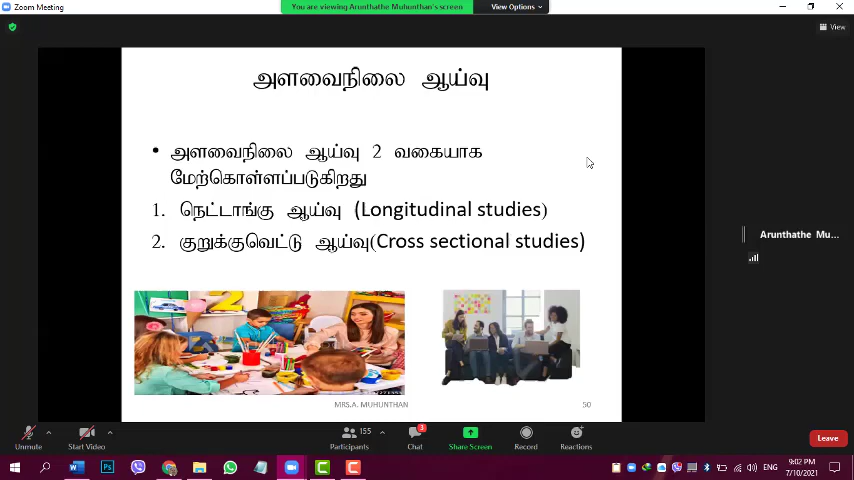 Zoom Meeting
You are viewing Arunthathe Muhunthan's screen
View Options
View
அளவைநிலை ஆய்வு
• அளவைநிலை ஆய்வு 2 வகையாக
மேற்கொள்ளப்படுகிறது
1. நெட்டாங்கு ஆய்வு (Longitudinal studies)
2. குறுக்குவெட்டு ஆய்வு(Cross sectional studies)
Arunthathe Mu...
MRS.A. MUHUNTHAN
50
Unmute
Start Video
155
Participants
3
Chat
Share Screen
Record
Reactions
Leave
ENG
9:02 PM
7/10/2021